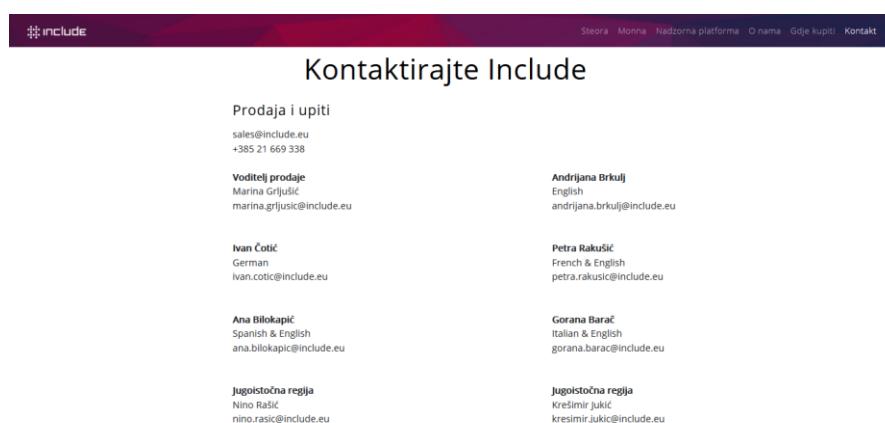 include
Steora Monna Nadzorna platforma O nama Gdje kupiti Kontakt
Kontaktirajte Include
Prodaja i upiti
sales@include.eu
+385 21 669 338
Voditelj prodaje
Marina Grljušić
marina.grljusic@include.eu
Andrijana Brkulj
English
andrijana.brkulj@include.eu
Ivan Čotić
German
ivan.cotic@include.eu
Petra Rakušić
French & English
petra.rakusic@include.eu
Ana Bilokapić
Spanish & English
ana.bilokapic@include.eu
Gorana Barač
Italian & English
gorana.barac@include.eu
Jugoistočna regija
Nino Rašić
nino.rasic@include.eu
Jugoistočna regija
Krešimir Jukić
kresimir.jukic@include.eu